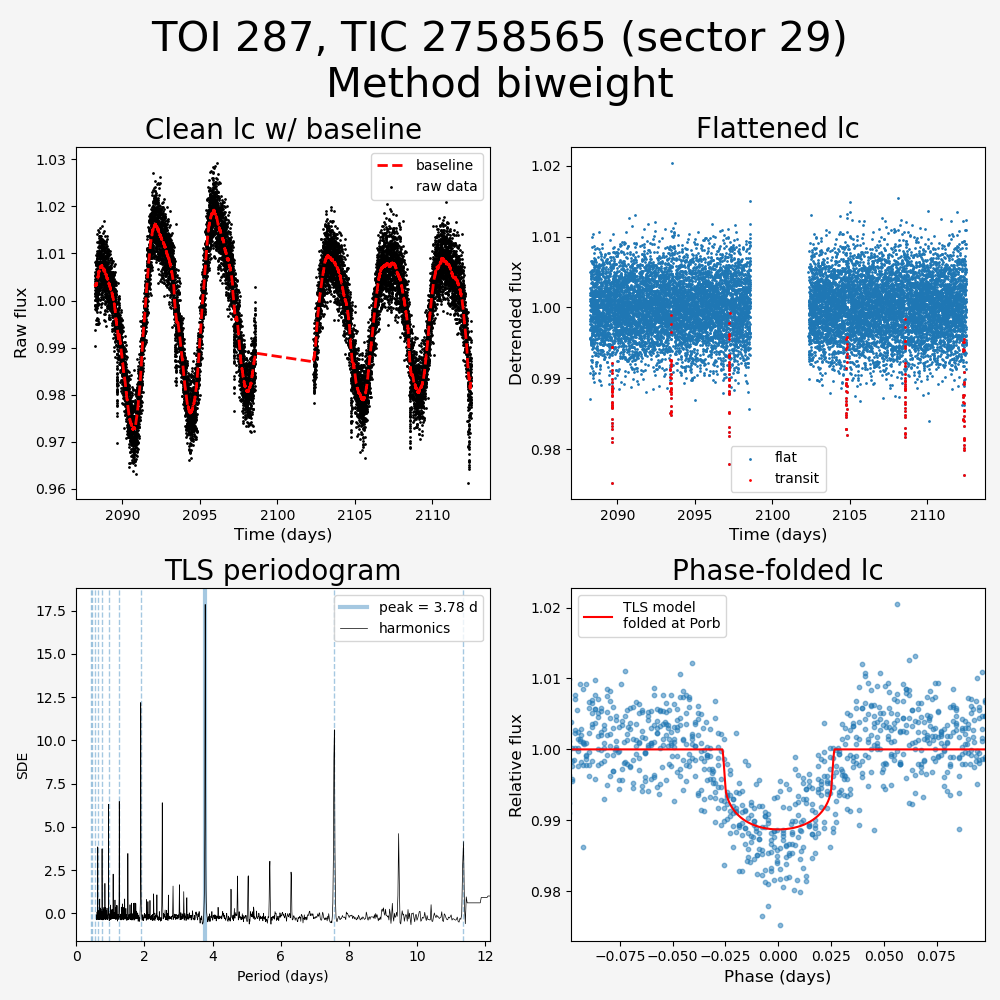 TOI 287, TIC 2758565 (sector 29)
Method biweight
Clean lc w/ baseline
1.03
1.02
1.01
1.00
0.99
0.98
0.97
0.96
Raw flux
baseline
raw data
2090
2095
2100
2105
2110
Time (days)
Flattened lc
1.02
1.01
1.00
0.99
0.98
Detrended flux
flat
transit
2090
2095
2100
2105
2110
Time (days)
TLS periodogram
17.5
15.0
12.5
10.0
7.5
5.0
2.5
0.0
SDE
peak = 3.78 d
harmonics
0
2
4
6
8
10
12
Period (days)
Phase-folded lc
1.02
1.01
1.00
0.99
0.98
Relative flux
TLS model
folded at Porb
−0.075
−0.050
−0.025
0.000
0.025
0.050
0.075
Phase (days)